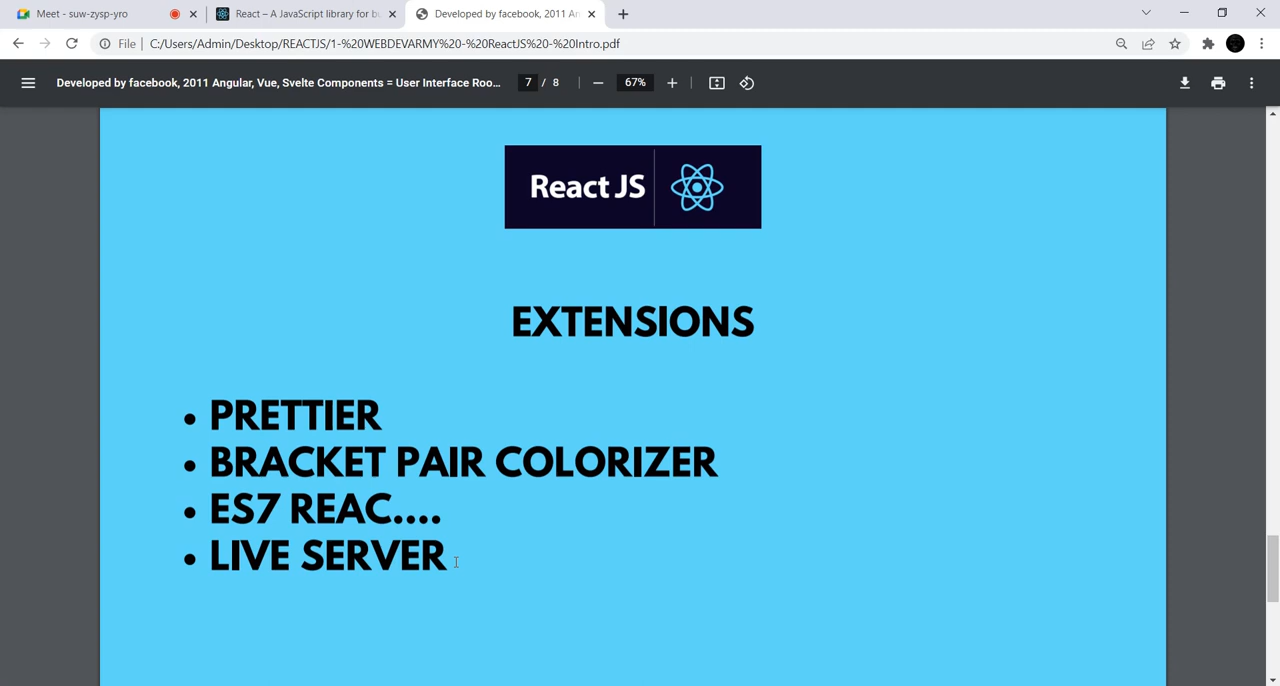 Meet - suw-zysp-yro
React – A JavaScript library for bu
Developed by facebook, 2011 An
File
C:/Users/Admin/Desktop/REACTJS/1-%20WEBDEVARMY%20-%20ReactJS%20-%20Intro.pdf
Developed by facebook, 2011 Angular, Vue, Svelte Components = User Interface Roo...
7 / 8
67%
React JS
EXTENSIONS
• PRETTIER
• BRACKET PAIR COLORIZER
• ES7 REAC....
• LIVE SERVER